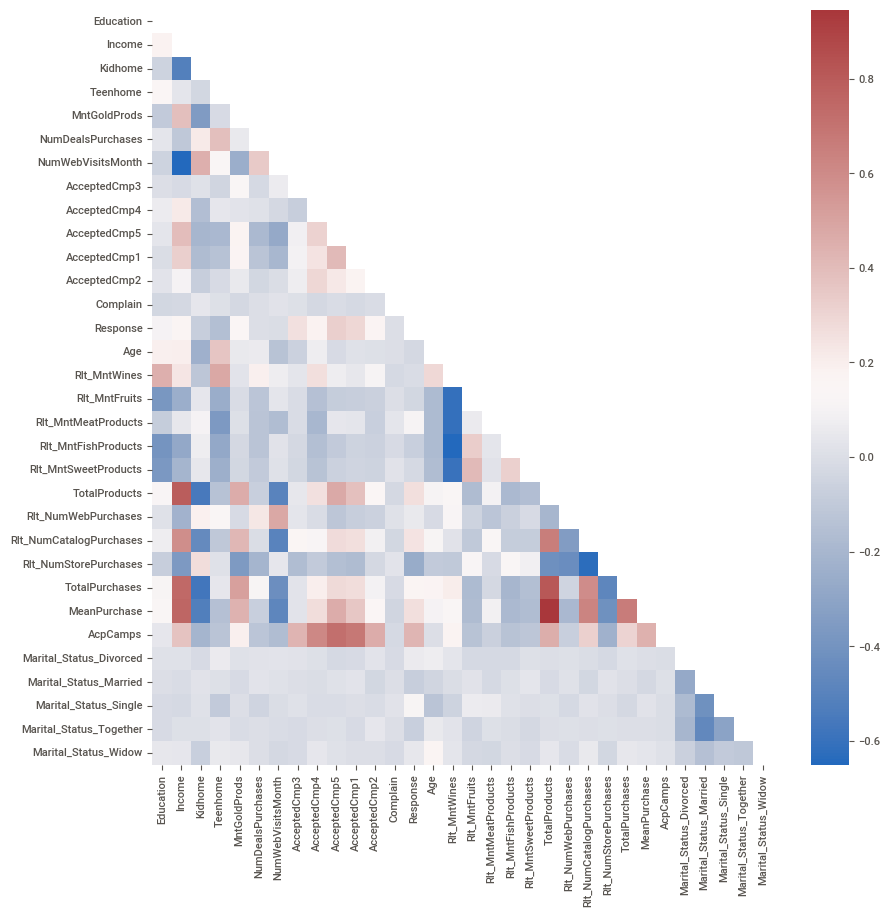 Education
Income
Kidhome
Teenhome
MntGoldProds
NumDealsPurchases
NumWebVisitsMonth
AcceptedCmp3
AcceptedCmp4
AcceptedCmp5
AcceptedCmp1
AcceptedCmp2
Complain
Response
Age
Rlt_MntWines
Rlt_MntFruits
Rlt_MntMeatProducts
Rlt_MntFishProducts
Rlt_MntSweetProducts
TotalProducts
Rlt_NumWebPurchases
Rlt_NumCatalogPurchases
Rlt_NumStorePurchases
TotalPurchases
MeanPurchase
AcpCamps
Marital_Status_Divorced
Marital_Status_Married
Marital_Status_Single
Marital_Status_Together
Marital_Status_Widow
Education
Income
Kidhome
Teenhome
MntGoldProds
NumDealsPurchases
NumWebVisitsMonth
AcceptedCmp3
AcceptedCmp4
AcceptedCmp5
AcceptedCmp1
AcceptedCmp2
Complain
Response
Age
Rlt_MntWines
Rlt_MntFruits
Rlt_MntMeatProducts
Rlt_MntFishProducts
Rlt_MntSweetProducts
TotalProducts
Rlt_NumWebPurchases
Rlt_NumCatalogPurchases
Rlt_NumStorePurchases
TotalPurchases
MeanPurchase
AcpCamps
Marital_Status_Divorced
Marital_Status_Married
Marital_Status_Single
Marital_Status_Together
Marital_Status_Widow
0.8
0.6
0.4
0.2
0.0
−0.2
−0.4
−0.6